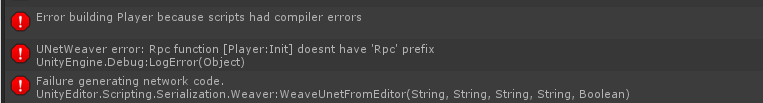 Error building Player because scripts had compiler errors
UNetWeaver error: Rpc function [Player:Init] doesnt have 'Rpc' prefix
UnityEngine.Debug:LogError(Object)
Failure generating network code.
UnityEditor.Scripting.Serialization.Weaver:WeaveUnetFromEditor(String, String, String, String, Boolean)